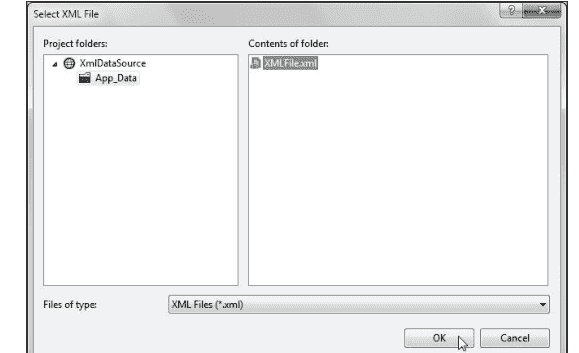 Select XML File
Project folders:
Contents of folder:
XmlDataSource
XMLFile.xml
App_Data
Files of type:
XML Files (*.xml)
OK
Cancel